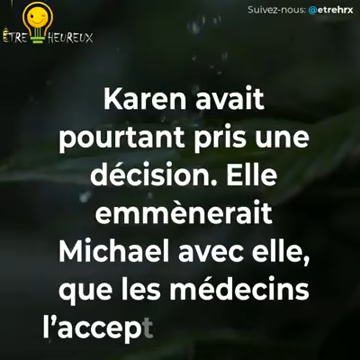 Suivez-nous: @etrehrx
ÊTRE HEUREUX
Karen avait
pourtant pris une
décision. Elle
emmènerait
Michael avec elle,
que les médecins
l’accept